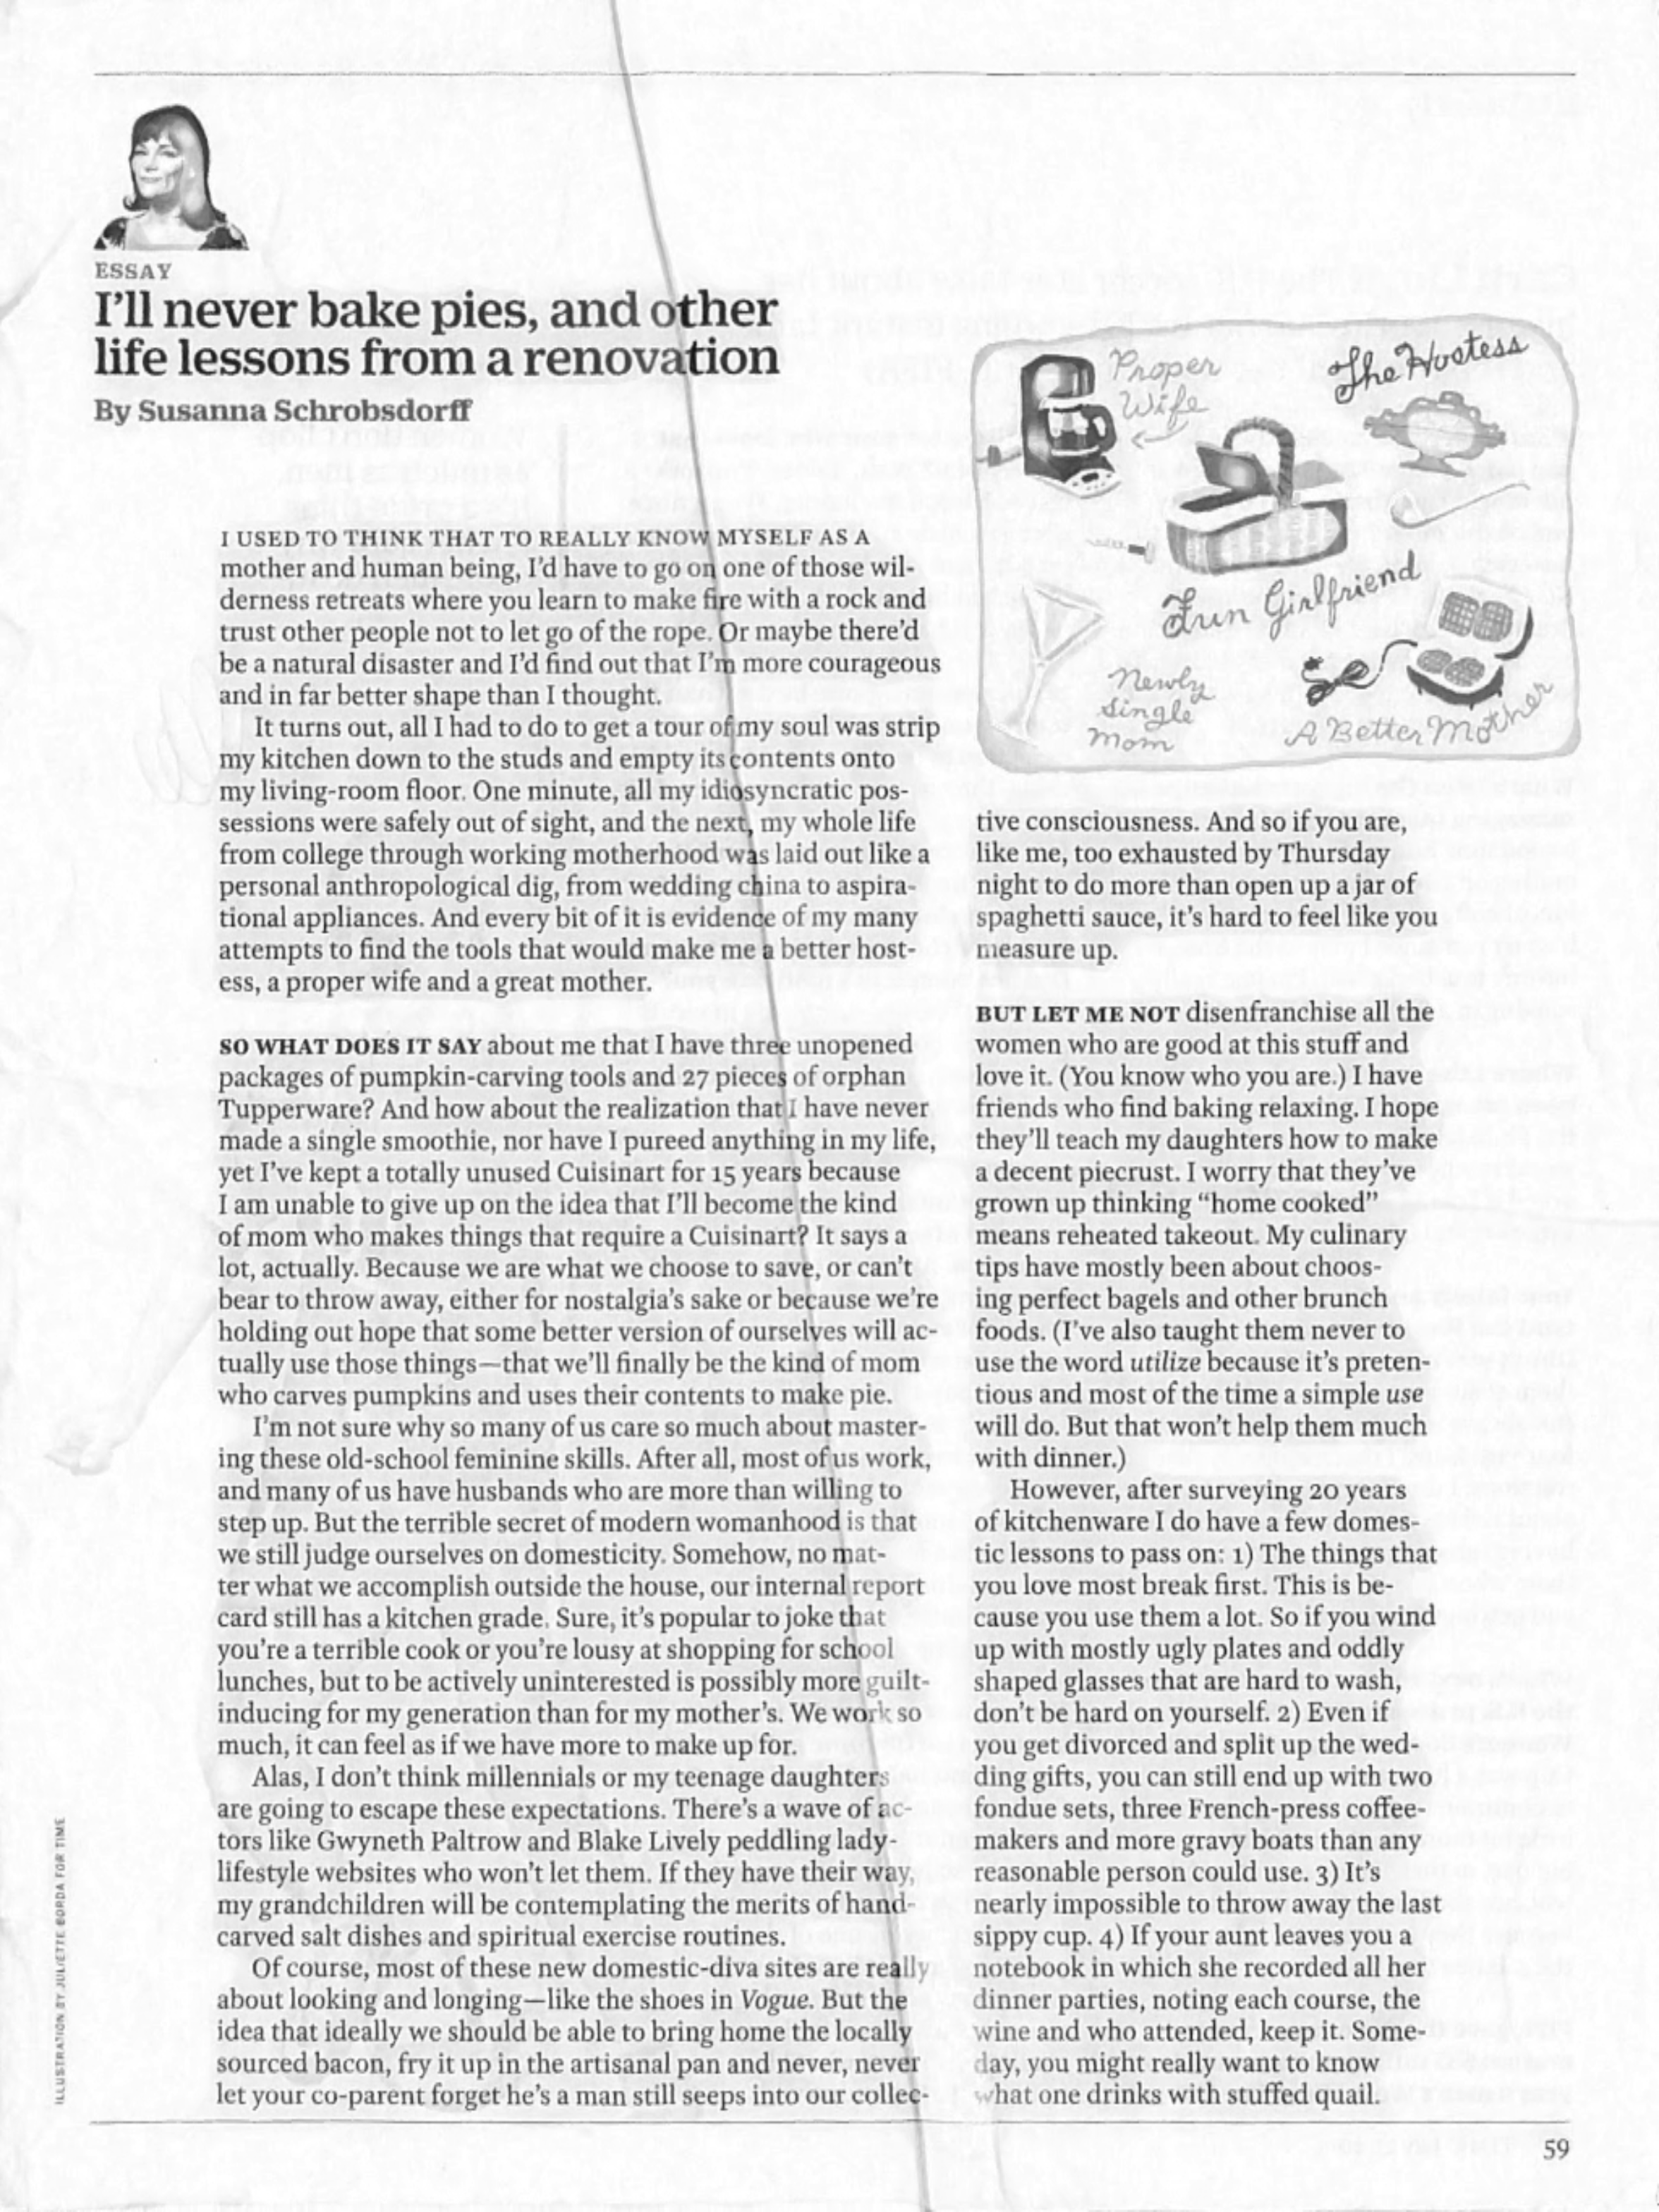 ESSAY
I'll never bake pies, and other
life lessons from a renovation
By Susanna Schrobsdorff
I USED TO THINK THAT TO REALLY KNOW MYSELF AS A
mother and human being, I'd have to go on one of those wil-
derness retreats where you learn to make fire with a rock and
trust other people not to let go of the rope. Or maybe there'd
be a natural disaster and I'd find out that I'm more courageous
and in far better shape than I thought.
It turns out, all I had to do to get a tour of my soul was strip
my kitchen down to the studs and empty its contents onto
my living-room floor. One minute, all my idiosyncratic pos-
sessions were safely out of sight, and the next, my whole life
from college through working motherhood was laid out like a
personal anthropological dig, from wedding china to aspira-
tional appliances. And every bit of it is evidence of my many
attempts to find the tools that would make me a better host-
ess, a proper wife and a great mother.
SO WHAT DOES IT SAY about me that I have three unopened
packages of pumpkin-carving tools and 27 pieces of orphan
Tupperware? And how about the realization that I have never
made a single smoothie, nor have I pureed anything in my life,
yet I've kept a totally unused Cuisinart for 15 years because
I am unable to give up on the idea that I'll become the kind
of mom who makes things that require a Cuisinart? It says a
lot, actually. Because we are what we choose to save, or can't
bear to throw away, either for nostalgia's sake or because we're
holding out hope that some better version of ourselves will ac-
tually use those things—that we'll finally be the kind of mom
who carves pumpkins and uses their contents to make pie.
I'm not sure why so many of us care so much about master-
ing these old-school feminine skills. After all, most of us work,
and many of us have husbands who are more than willing to
step up. But the terrible secret of modern womanhood is that
we still judge ourselves on domesticity. Somehow, no mat-
ter what we accomplish outside the house, our internal report
card still has a kitchen grade. Sure, it's popular to joke that
you're a terrible cook or you're lousy at shopping for school
lunches, but to be actively uninterested is possibly more guilt-
inducing for my generation than for my mother's. We work so
much, it can feel as if we have more to make up for.
Alas, I don't think millennials or my teenage daughters
are going to escape these expectations. There's a wave of ac-
tors like Gwyneth Paltrow and Blake Lively peddling lady-
lifestyle websites who won't let them. If they have their way,
my grandchildren will be contemplating the merits of hand-
carved salt dishes and spiritual exercise routines.
Of course, most of these new domestic-diva sites are really
about looking and longing—like the shoes in Vogue. But the
idea that ideally we should be able to bring home the locally
sourced bacon, fry it up in the artisanal pan and never, never
let your co-parent forget he's a man still seeps into our collec-
Proper
Wife
The Hostess
Fun Girlfriend
Newly
Single
Mom
A Better Mother
tive consciousness. And so if you are,
like me, too exhausted by Thursday
night to do more than open up a jar of
spaghetti sauce, it's hard to feel like you
measure up.
BUT LET ME NOT disenfranchise all the
women who are good at this stuff and
love it. (You know who you are.) I have
friends who find baking relaxing. I hope
they'll teach my daughters how to make
a decent piecrust. I worry that they've
grown up thinking "home cooked"
means reheated takeout. My culinary
tips have mostly been about choos-
ing perfect bagels and other brunch
foods. (I've also taught them never to
use the word utilize because it's preten-
tious and most of the time a simple use
will do. But that won't help them much
with dinner.)
However, after surveying 20 years
of kitchenware I do have a few domes-
tic lessons to pass on: 1) The things that
you love most break first. This is be-
cause you use them a lot. So if you wind
up with mostly ugly plates and oddly
shaped glasses that are hard to wash,
don't be hard on yourself. 2) Even if
you get divorced and split up the wed-
ding gifts, you can still end up with two
fondue sets, three French-press coffee-
makers and more gravy boats than any
reasonable person could use. 3) It's
nearly impossible to throw away the last
sippy cup. 4) If your aunt leaves you a
notebook in which she recorded all her
dinner parties, noting each course, the
wine and who attended, keep it. Some-
day, you might really want to know
what one drinks with stuffed quail.
ILLUSTRATION BY JULIETTE BORDA FOR TIME
59